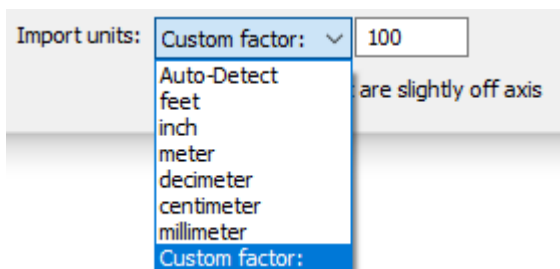 Import units: Custom factor: 100
Auto-Detect
feet
are slightly off axis
inch
meter
decimeter
centimeter
millimeter
Custom factor: